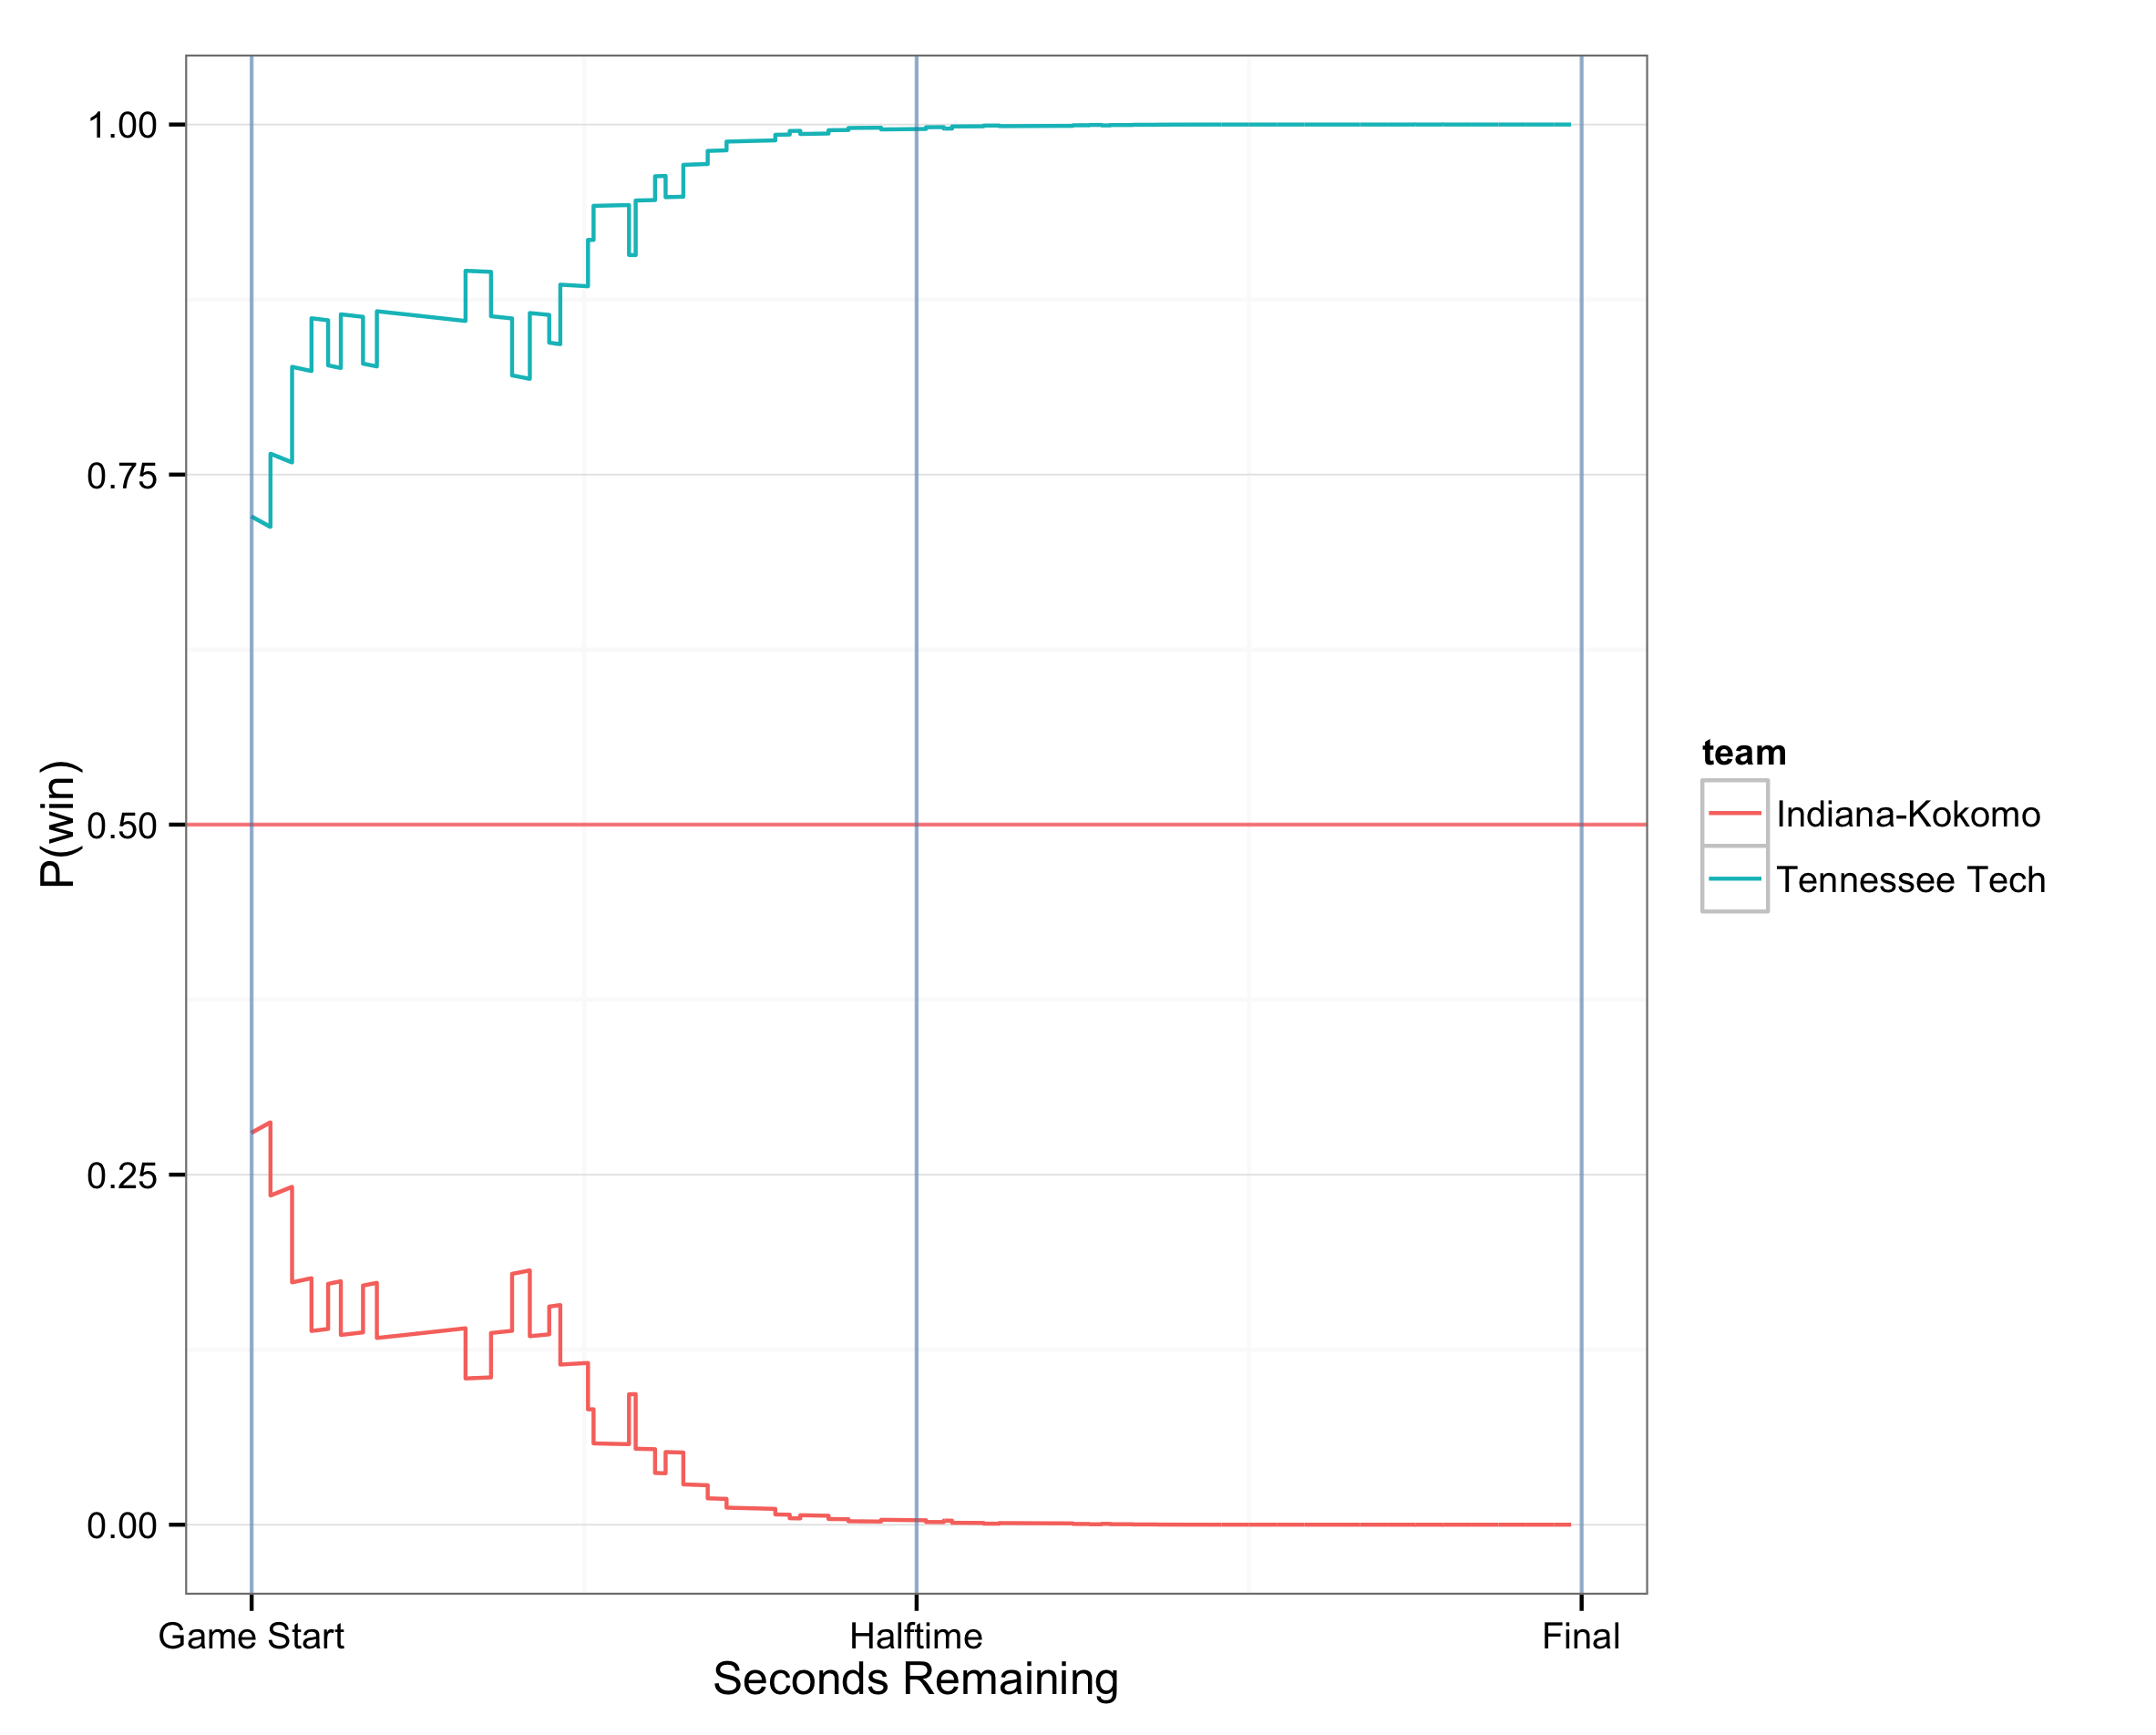 1.00
0.75
0.50
0.25
0.00
P(win)
Game Start
Halftime
Final
Seconds Remaining
team
Indiana-Kokomo
Tennessee Tech